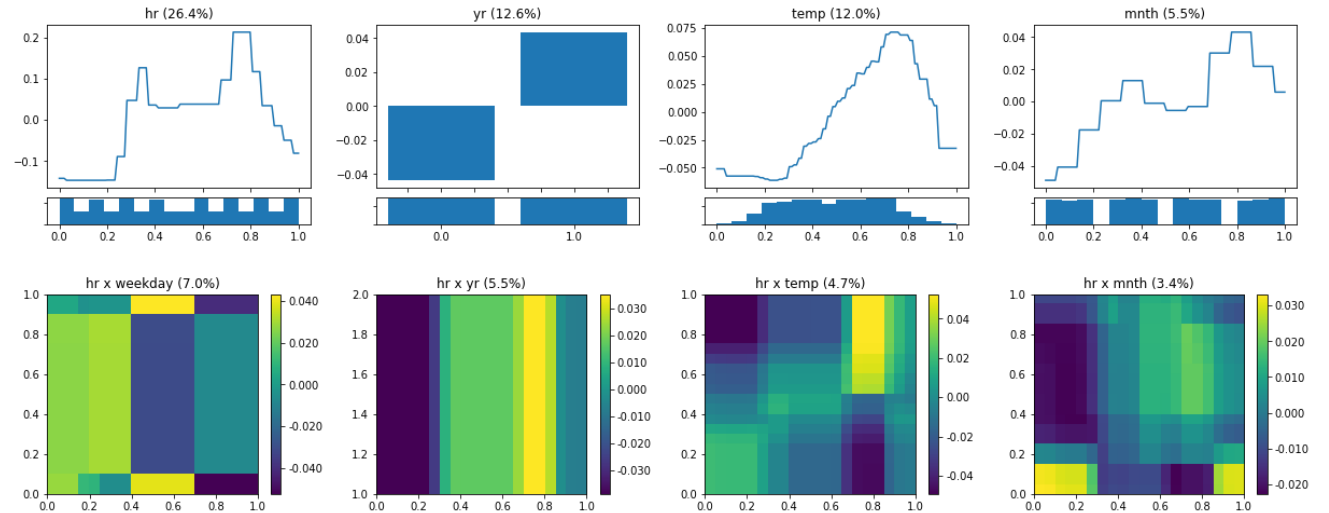 hr (26.4%) yr (12.6%) temp (12.0%) mnth (5.5%)
0.2 0.04 0.075 0.04
0.050
0.1 0.02 0.02
0.025
0.0 0.00 0.000 0.00
−0.02 −0.025 −0.02
−0.1
−0.04 −0.050 −0.04
0.0 0.2 0.4 0.6 0.8 1.0 0.0 1.0 0.0 0.2 0.4 0.6 0.8 1.0 0.0 0.2 0.4 0.6 0.8 1.0
hr x weekday (7.0%) hr x yr (5.5%) hr x temp (4.7%) hr x mnth (3.4%)
1.0 0.040 2.0 0.030 1.0 0.04 1.0 0.030
0.8 0.020 1.8 0.020 0.8 0.02 0.8 0.020
0.6 0.000 1.6 0.010 0.6 0.00 0.6 0.010
0.000
0.4 −0.020 1.4 −0.010 0.4 −0.02 0.4 0.000
0.2 −0.040 1.2 −0.020 0.2 −0.04 0.2 −0.010
−0.030
0.0 1.0 0.0 0.0 −0.020
0.0 0.2 0.4 0.6 0.8 1.0 0.0 0.2 0.4 0.6 0.8 1.0 0.0 0.2 0.4 0.6 0.8 1.0 0.0 0.2 0.4 0.6 0.8 1.0